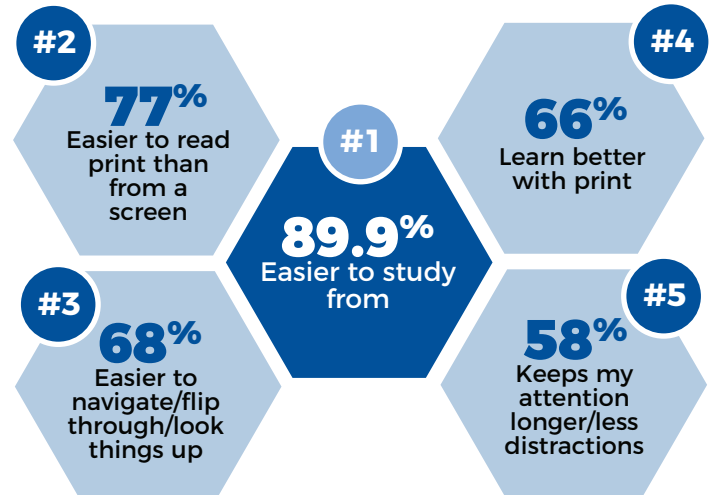 #1
89.9%
Easier to study
from
#2
77%
Easier to read
print than
from a
screen
#3
68%
Easier to
navigate/flip
through/look
things up
#4
66%
Learn better
with print
#5
58%
Keeps my
attention
longer/less
distractions